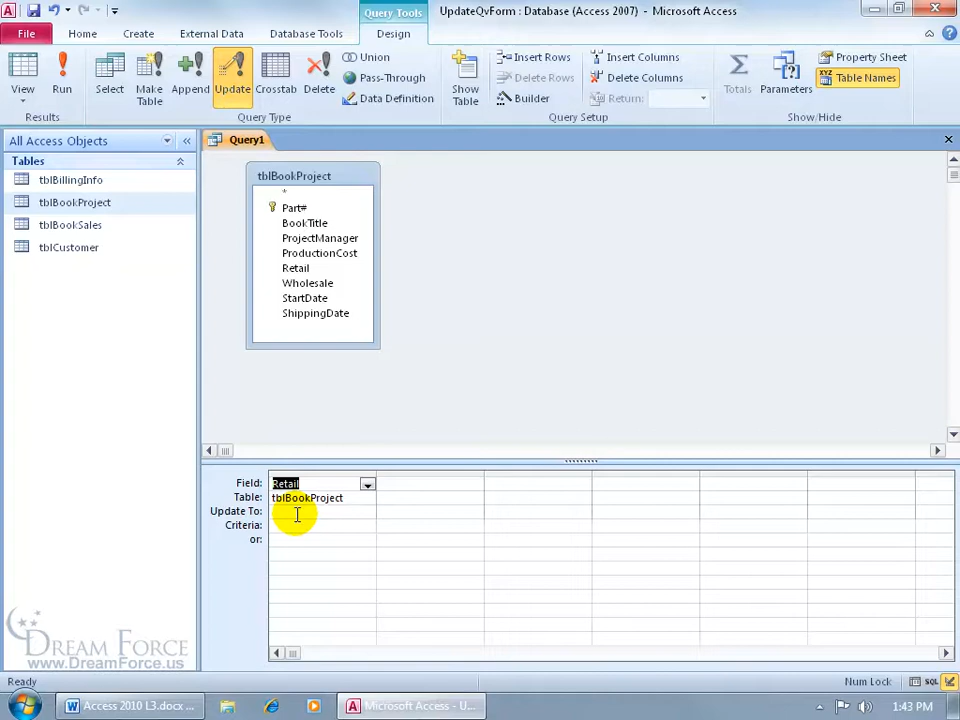 Query Tools
UpdateQvForm : Database (Access 2007) - Microsoft Access
File
Home
Create
External Data
Database Tools
Design
View
Run
Results
Select
Make Table
Append
Update
Crosstab
Delete
Union
Pass-Through
Data Definition
Query Type
Show Table
Insert Rows
Delete Rows
Builder
Insert Columns
Delete Columns
Return:
Query Setup
Totals
Parameters
Property Sheet
XYZ Table Names
Show/Hide
All Access Objects
Query1
Tables
tblBillingInfo
tblBookProject
tblBookSales
tblCustomer
tblBookProject
*
Part#
BookTitle
ProjectManager
ProductionCost
Retail
Wholesale
StartDate
ShippingDate
Field: Retail
Table: tblBookProject
Update To:
Criteria:
or:
DREAM FORCE
www.DreamForce.us
Ready
Num Lock
SQL
Access 2010 L3.docx ...
Microsoft Access - U...
1:43 PM